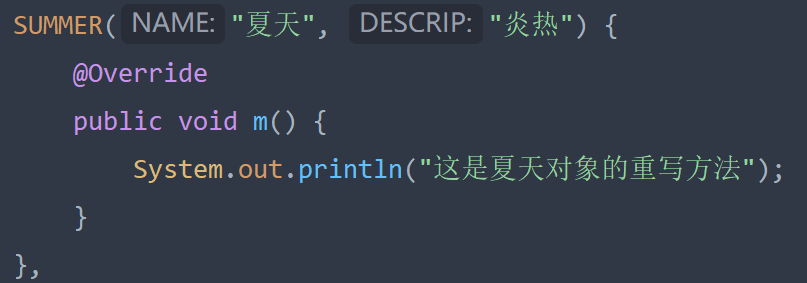 SUMMER( NAME: "夏天", DESCRIP: "炎热") {
@Override
public void m() {
System.out.println("这是夏天对象的重写方法");
}
},